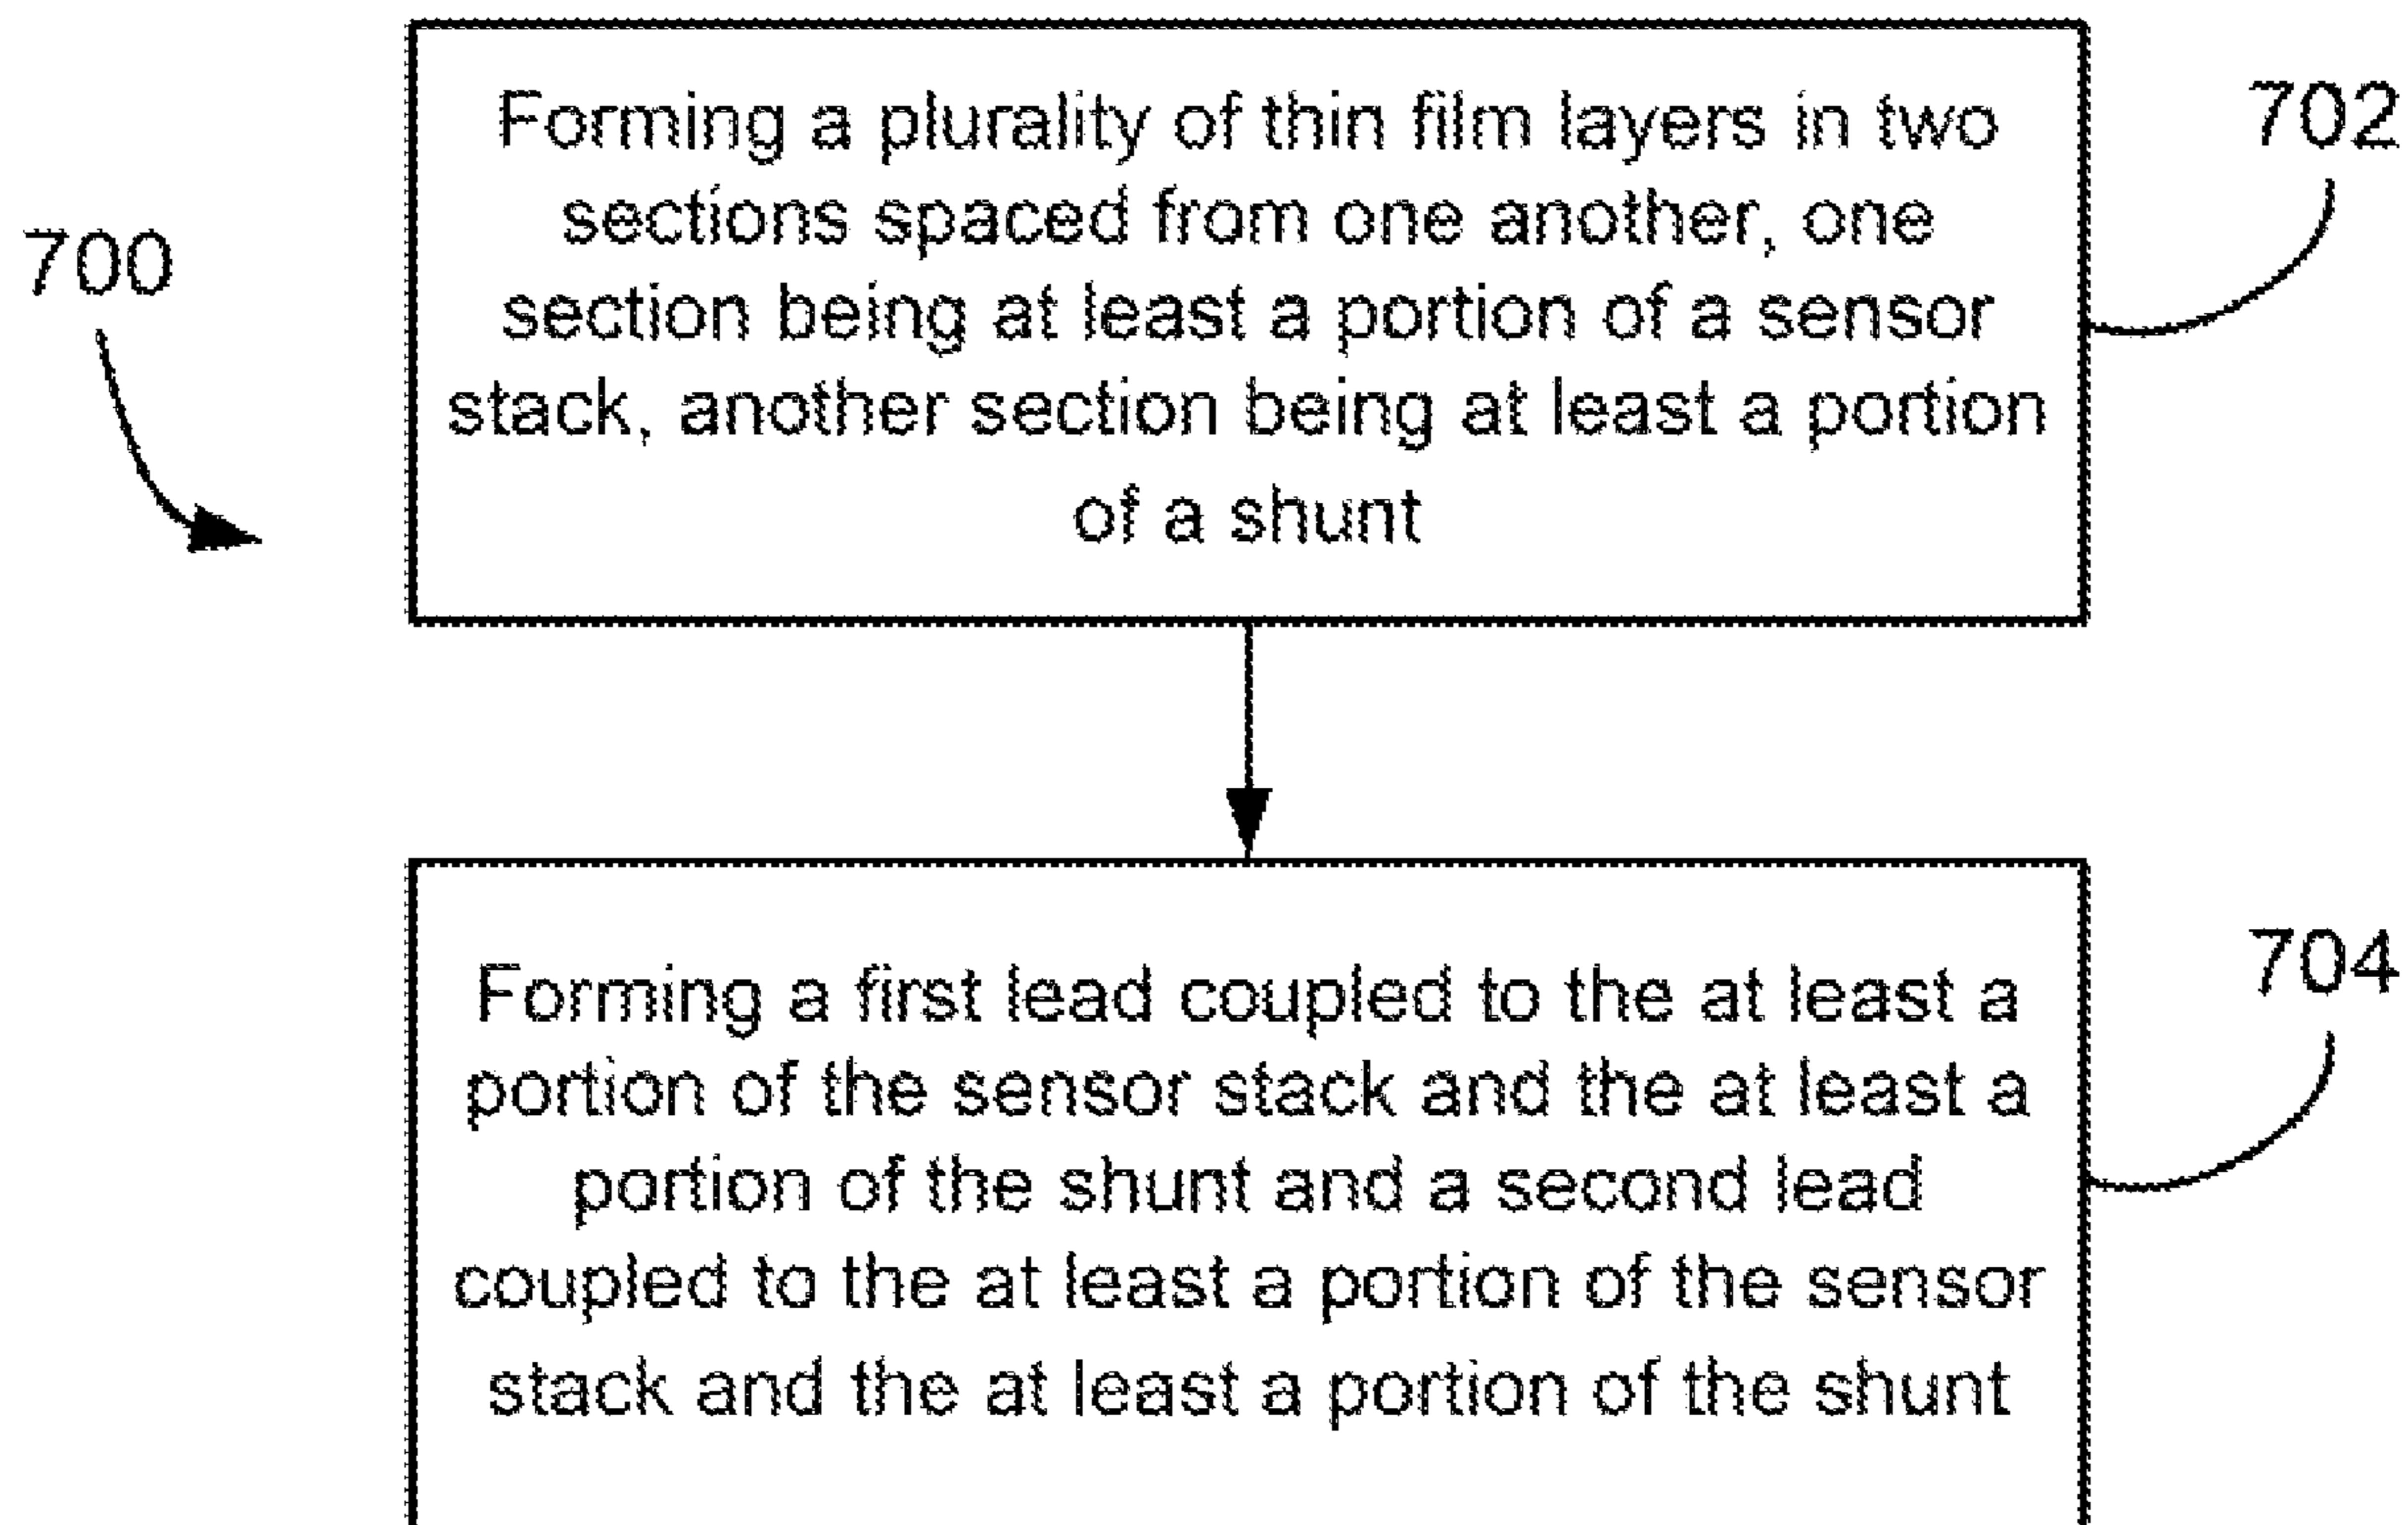 700
Forming a plurality of thin film layers in two
sections spaced from one another, one
section being at least a portion of a sensor
stack, another section being at least a portion
of a shunt
702
Forming a first lead coupled to the at least a
portion of the sensor stack and the at least a
portion of the shunt and a second lead
coupled to the at least a portion of the sensor
stack and the at least a portion of the shunt
704